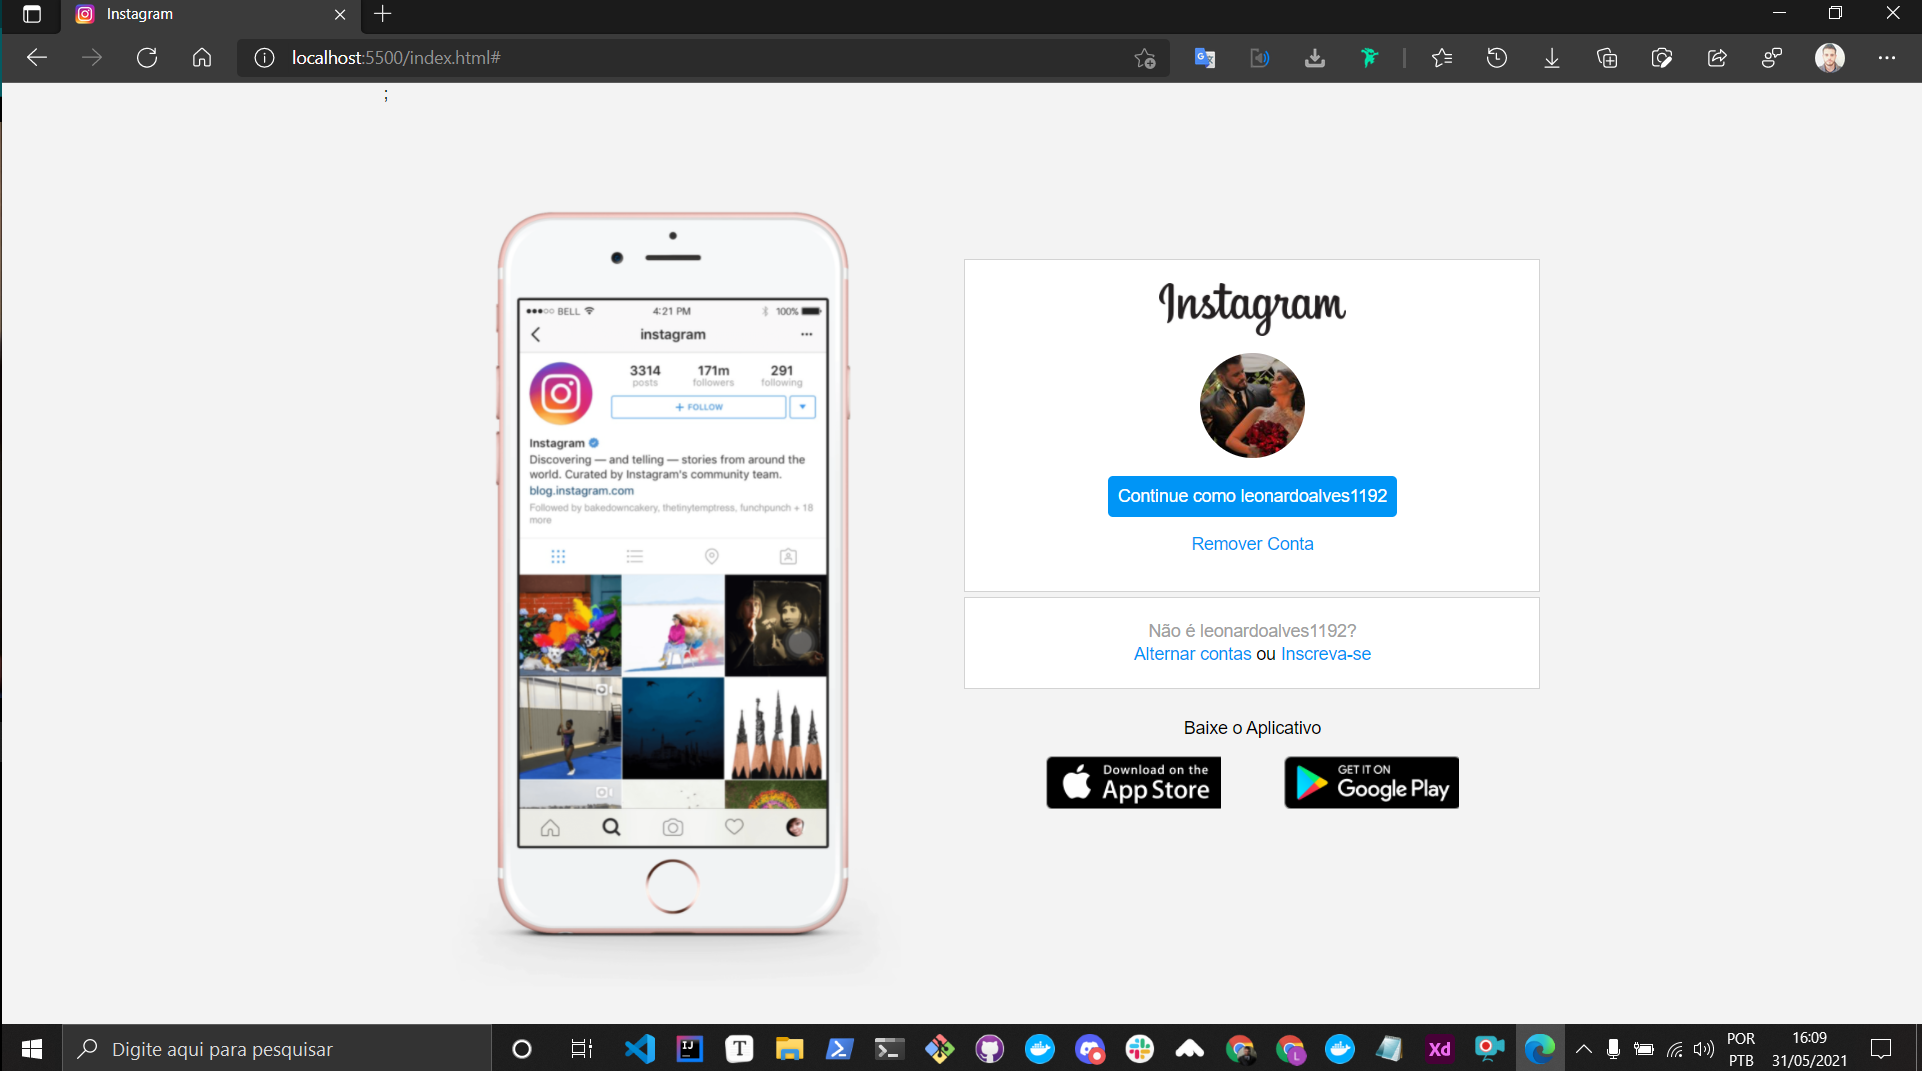 Instagram
localhost:5500/index.html#
;
BELL
4:21 PM
100%
instagram
3314
posts
171m
followers
291
following
+ FOLLOW
Instagram
Discovering — and telling — stories from around the
world. Curated by Instagram's community team.
blog.instagram.com
Followed by bakedowncakery, thetinytemptress, funchpunch + 18
more
Instagram
Continue como leonardoalves1192
Remover Conta
Não é leonardoalves1192?
Alternar contas ou Inscreva-se
Baixe o Aplicativo
Download on the
App Store
GET IT ON
Google Play
Digite aqui para pesquisar
IJ
T
L
Xd
POR
PTB
16:09
31/05/2021